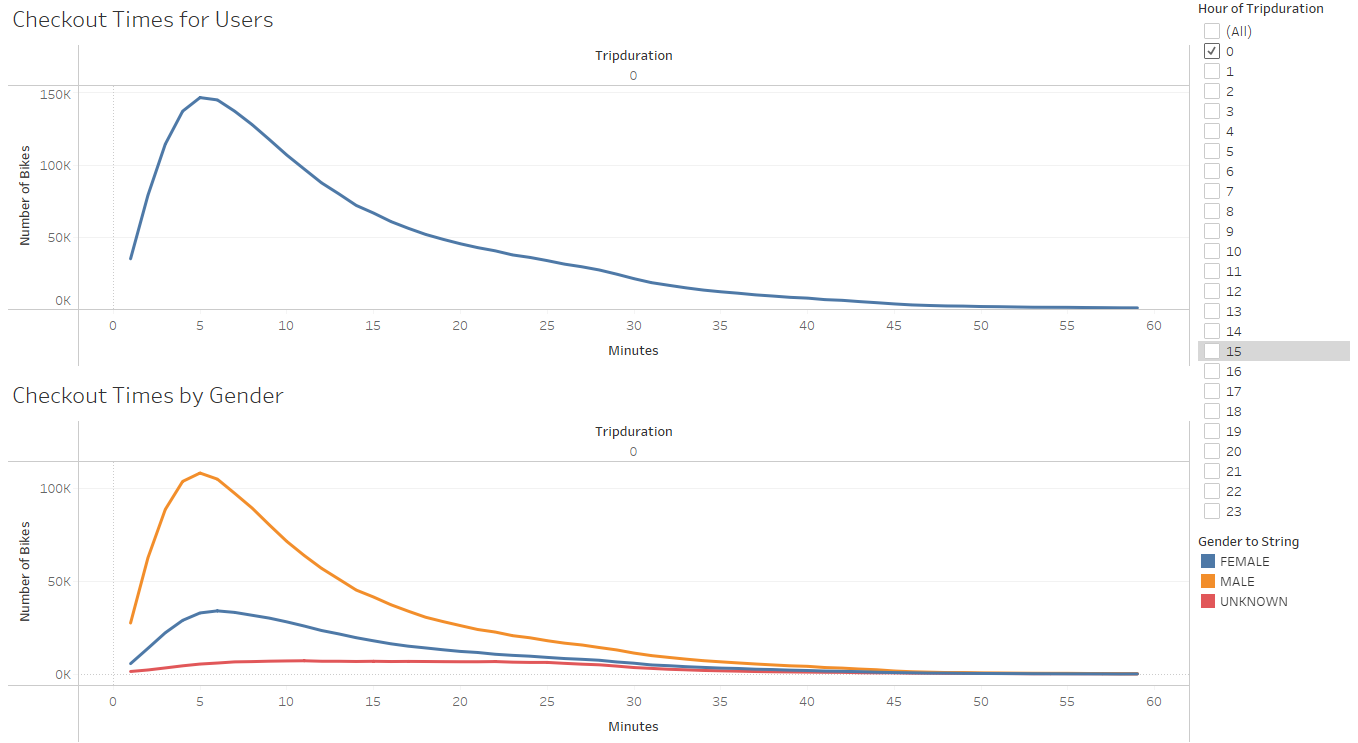 Checkout Times for Users
Tripduration
0
150K
100K
50K
0K
Number of Bikes
0 5 10 15 20 25 30 35 40 45 50 55 60
Minutes
Checkout Times by Gender
Tripduration
0
100K
50K
0K
Number of Bikes
0 5 10 15 20 25 30 35 40 45 50 55 60
Minutes
Hour of Tripduration
(All)
0
1
2
3
4
5
6
7
8
9
10
11
12
13
14
15
16
17
18
19
20
21
22
23
Gender to String
FEMALE
MALE
UNKNOWN